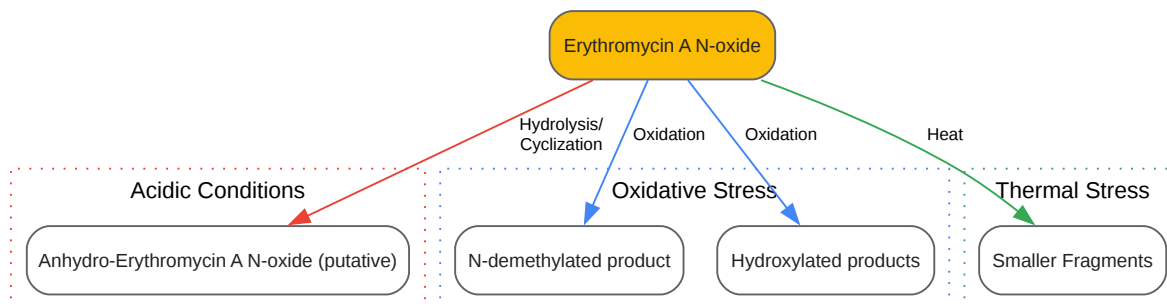 Erythromycin A N-oxide
Hydrolysis/
Cyclization
Oxidation
Oxidation
Heat
Acidic Conditions
Oxidative Stress
Thermal Stress
Anhydro-Erythromycin A N-oxide (putative)
N-demethylated product
Hydroxylated products
Smaller Fragments